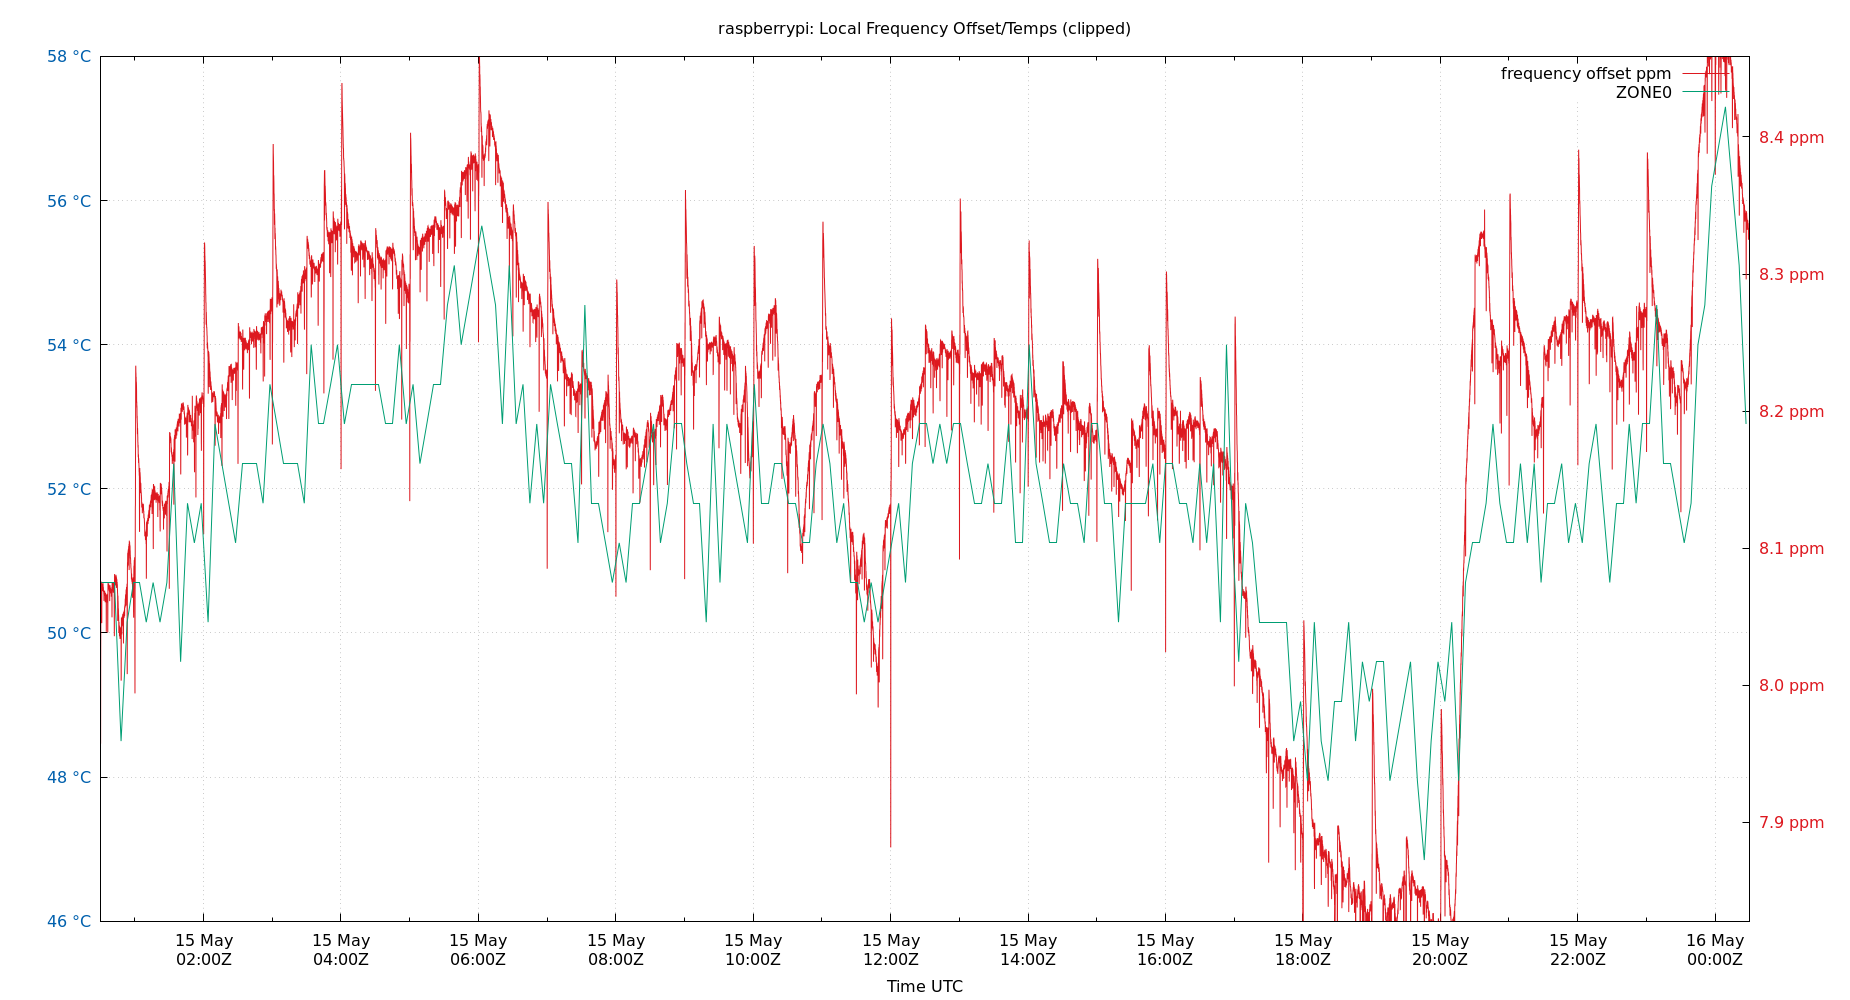 raspberrypi: Local Frequency Offset/Temps (clipped)
frequency offset ppm
ZONE0
58 °C
56 °C
54 °C
52 °C
50 °C
48 °C
46 °C
8.4 ppm
8.3 ppm
8.2 ppm
8.1 ppm
8.0 ppm
7.9 ppm
15 May 15 May 15 May 15 May 15 May 15 May 15 May 15 May 15 May 15 May 15 May 16 May
02:00Z 04:00Z 06:00Z 08:00Z 10:00Z 12:00Z 14:00Z 16:00Z 18:00Z 20:00Z 22:00Z 00:00Z
Time UTC